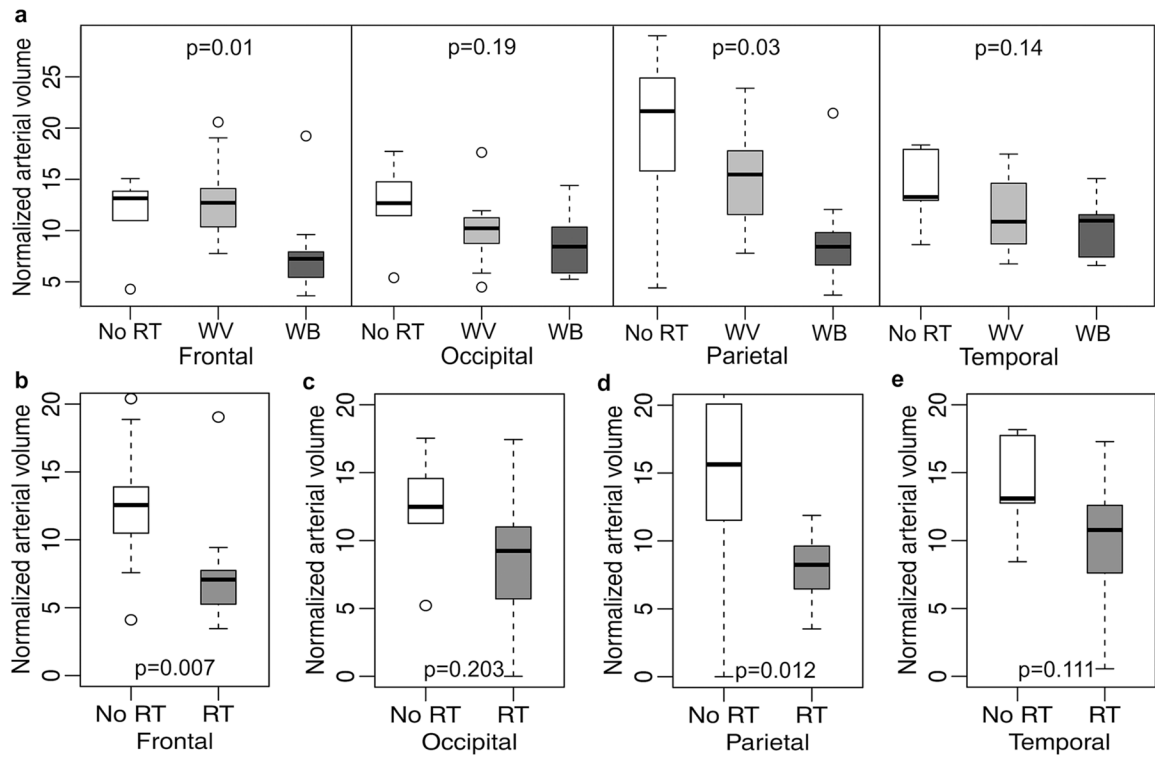 a
Normalized arterial volume
5 10 15 20 25
p=0.01 p=0.19 p=0.03 p=0.14
No RT WV WB No RT WV WB No RT WV WB No RT WV WB
Frontal Occipital Parietal Temporal
b
Normalized arterial volume
0 5 10 15 20
p=0.007
No RT RT
Frontal
c
Normalized arterial volume
0 5 10 15 20
p=0.203
No RT RT
Occipital
d
Normalized arterial volume
0 5 10 15 20
p=0.012
No RT RT
Parietal
e
Normalized arterial volume
0 5 10 15 20
p=0.111
No RT RT
Temporal